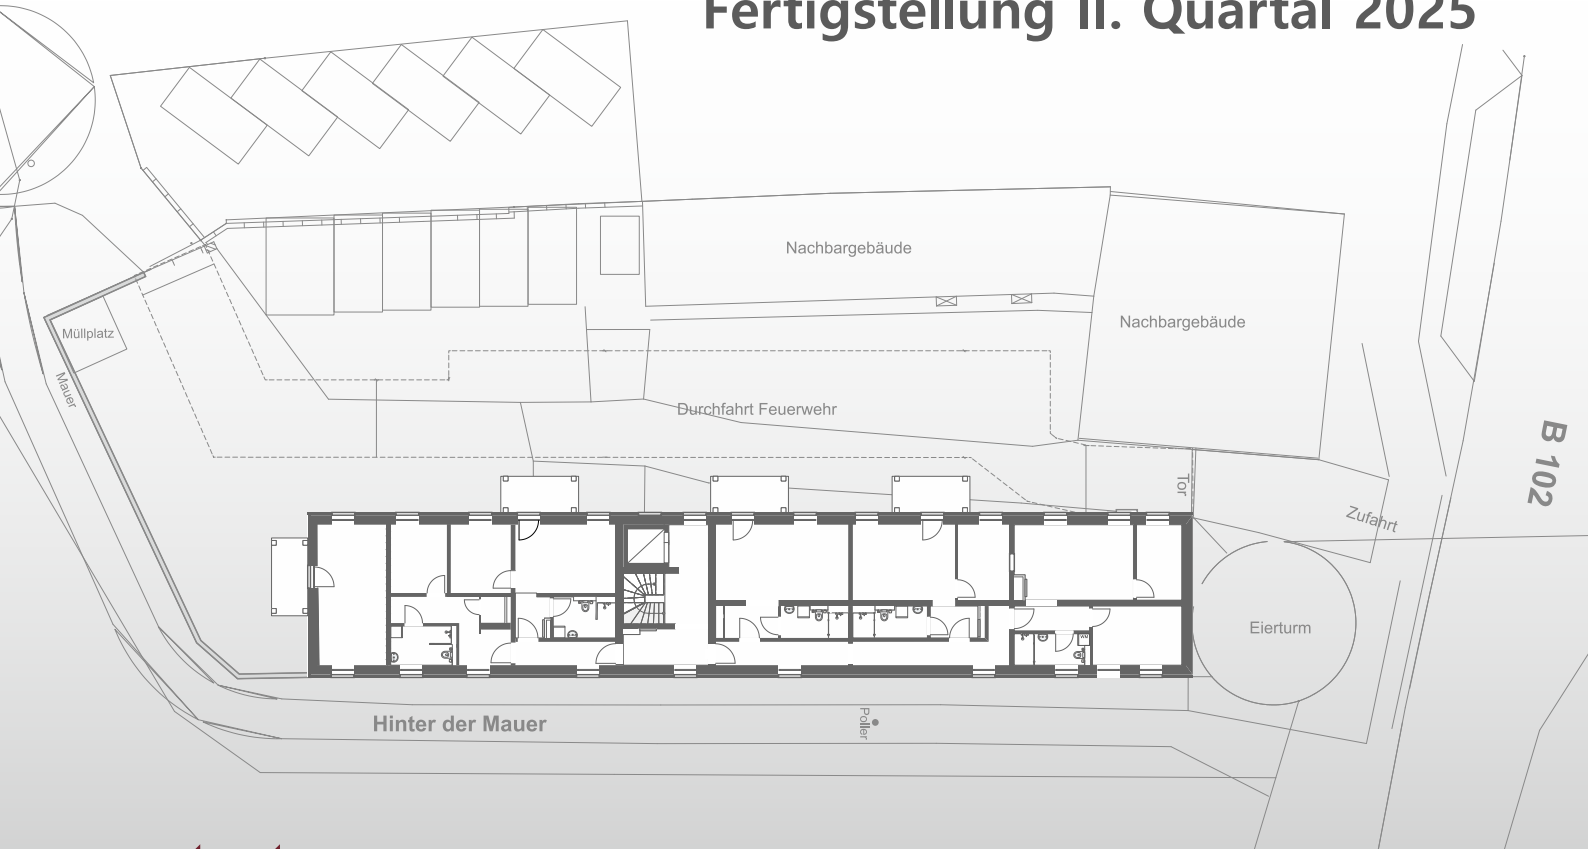 Fertigstellung II. Quartal 2025
Nachbargebäude
Nachbargebäude
Müllplatz
Mauer
Durchfahrt Feuerwehr
B 102
Tor
Zufahrt
Eierturm
Hinter der Mauer
Poller